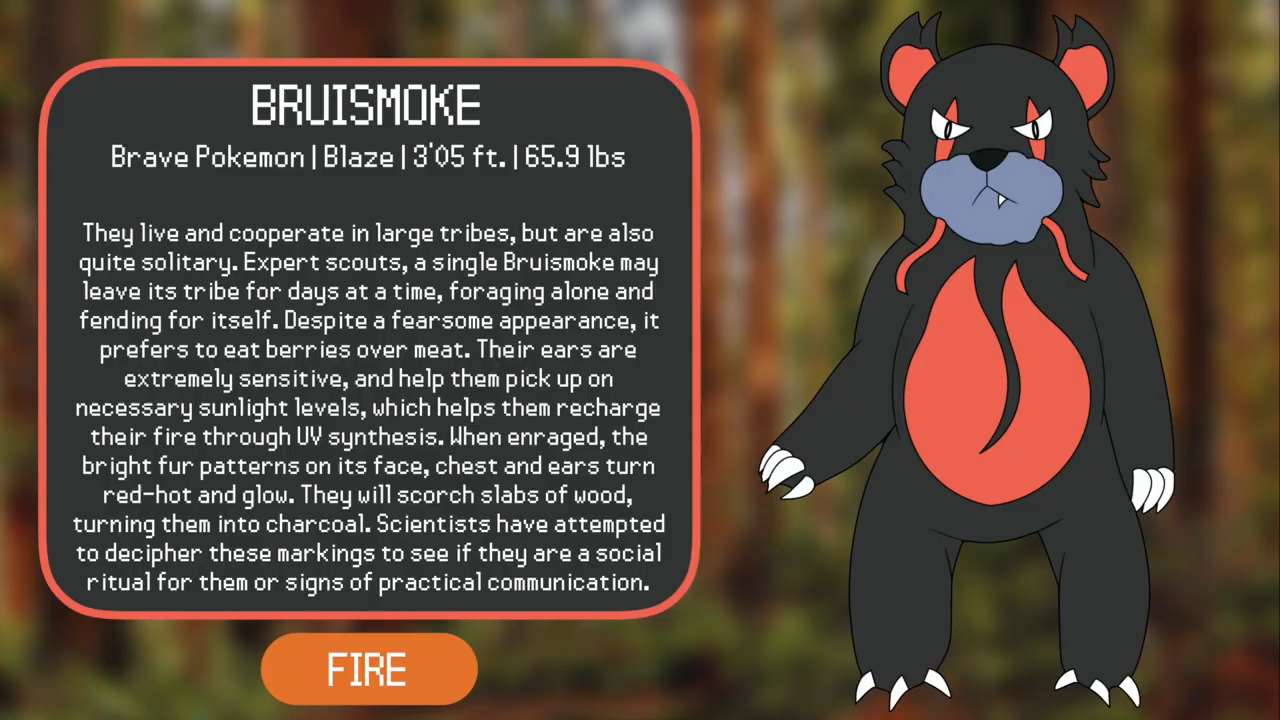 BRUISMOKE
Brave Pokemon | Blaze | 3'05 ft. | 65.9 lbs
They live and cooperate in large tribes, but are also
quite solitary. Expert scouts, a single Bruismoke may
leave its tribe for days at a time, foraging alone and
fending for itself. Despite a fearsome appearance, it
prefers to eat berries over meat. Their ears are
extremely sensitive, and help them pick up on
necessary sunlight levels, which helps them recharge
their fire through UV synthesis. When enraged, the
bright fur patterns on its face, chest and ears turn
red-hot and glow. They will scorch slabs of wood,
turning them into charcoal. Scientists have attempted
to decipher these markings to see if they are a social
ritual for them or signs of practical communication.
FIRE